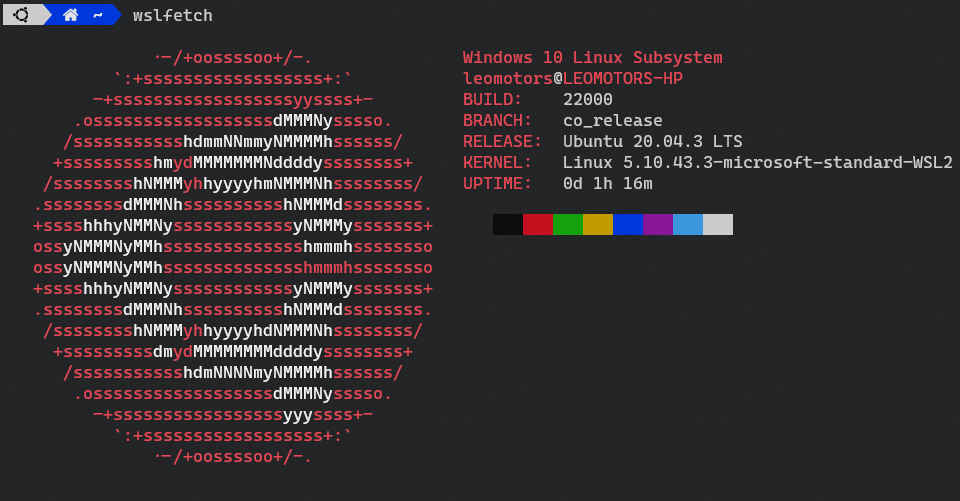 ~ wslfetch
.-/+oossssoo+/-.
`:+ssssssssssssssssss+:`
-+ssssssssssssssssssyyssss+-
.ossssssssssssssssssdMMMNysssso.
/ssssssssssshdmmNNmmyNMMMMhssssss/
+sssssssssshmydMMMMMMMNddddyssssssss+
/sssssssshNMMMyhhyyyyhmNMMMNhssssssss/
.ssssssssdMMMNhsssssssssshNMMMdssssssss.
+sssshhhyNMMNyssssssssssssyNMMMysssssss+
ossyNMMMNyMMhsssssssssssssshmmmhssssssso
ossyNMMMNyMMhsssssssssssssshmmmhssssssso
+sssshhhyNMMNyssssssssssssyNMMMysssssss+
.ssssssssdMMMNhsssssssssshNMMMdssssssss.
/sssssssshNMMMyhhyyyyhdNMMMNhssssssss/
+sssssssssdmydMMMMMMMMddddyssssssss+
/ssssssssssshdmNNNNmyNMMMMhssssss/
.ossssssssssssssssssdMMMNysssso.
-+sssssssssssssssssyyyssss+-
`:+ssssssssssssssssss+:`
.-/+oossssoo+/-.
Windows 10 Linux Subsystem
leomotors@LEOMOTORS-HP
BUILD: 22000
BRANCH: co_release
RELEASE: Ubuntu 20.04.3 LTS
KERNEL: Linux 5.10.43.3-microsoft-standard-WSL2
UPTIME: 0d 1h 16m